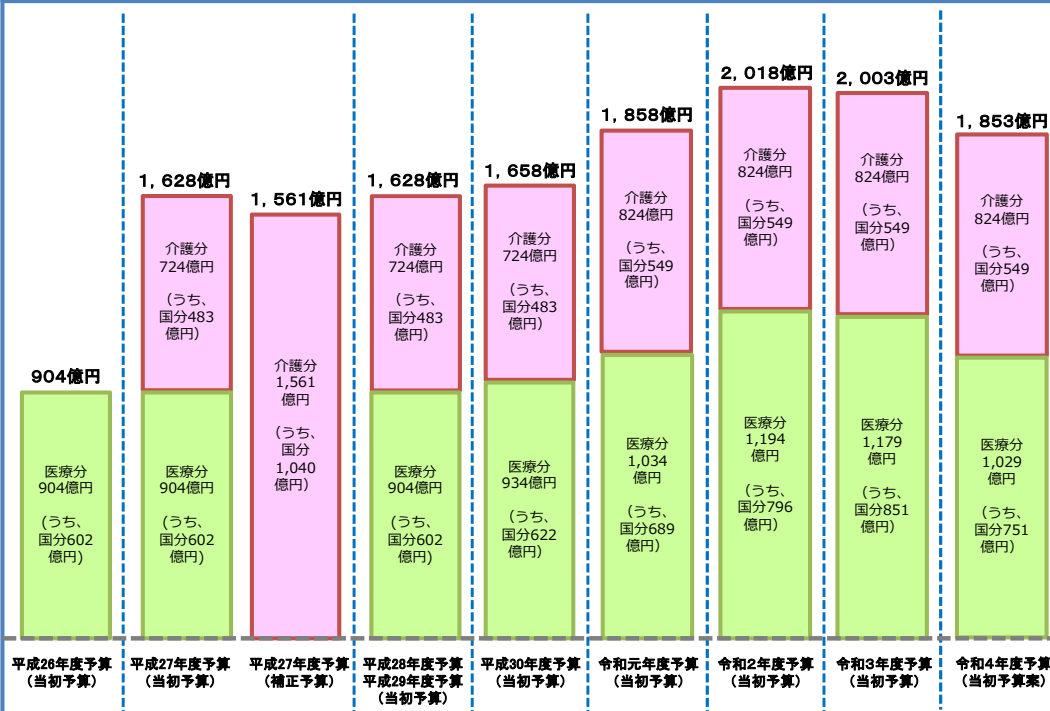 904億円
医療分
904億円
(うち、
国分602
億円)
平成26年度予算
(当初予算)
1,628億円
介護分
724億円
(うち、
国分483
億円)
医療分
904億円
(うち、
国分602
億円)
平成27年度予算
(当初予算)
1,561億円
介護分
1,561
億円
(うち、
国分
1,040
億円)
平成27年度予算
(補正予算)
1,628億円
介護分
724億円
(うち、
国分483
億円)
医療分
904億円
(うち、
国分602
億円)
平成28年度予算
平成29年度予算
(当初予算)
1,658億円
介護分
724億円
(うち、
国分483
億円)
医療分
934億円
(うち、
国分622
億円)
平成30年度予算
(当初予算)
1,858億円
介護分
824億円
(うち、
国分549
億円)
医療分
1,034
億円
(うち、
国分689
億円)
令和元年度予算
(当初予算)
2,018億円
介護分
824億円
(うち、
国分549
億円)
医療分
1,194
億円
(うち、
国分796
億円)
令和2年度予算
(当初予算)
2,003億円
介護分
824億円
(うち、
国分549
億円)
医療分
1,179
億円
(うち、
国分851
億円)
令和3年度予算
(当初予算)
1,853億円
介護分
824億円
(うち、
国分549
億円)
医療分
1,029
億円
(うち、
国分751
億円)
令和4年度予算
(当初予算案)